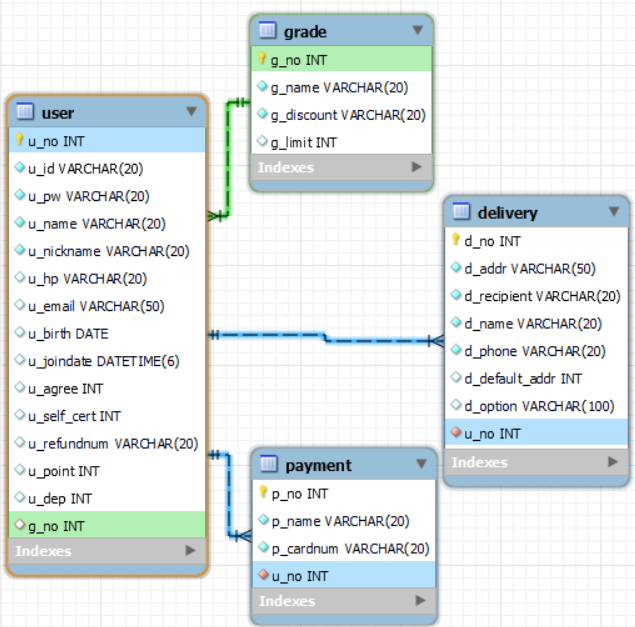 grade
g_no INT
g_name VARCHAR(20)
g_discount VARCHAR(20)
g_limit INT
Indexes
user
u_no INT
u_id VARCHAR(20)
u_pw VARCHAR(20)
u_name VARCHAR(20)
u_nickname VARCHAR(20)
u_hp VARCHAR(20)
u_email VARCHAR(50)
u_birth DATE
u_joindate DATETIME(6)
u_agree INT
u_self_cert INT
u_refundnum VARCHAR(20)
u_point INT
u_dep INT
g_no INT
Indexes
delivery
d_no INT
d_addr VARCHAR(50)
d_recipient VARCHAR(20)
d_name VARCHAR(20)
d_phone VARCHAR(20)
d_default_addr INT
d_option VARCHAR(100)
u_no INT
Indexes
payment
p_no INT
p_name VARCHAR(20)
p_cardnum VARCHAR(20)
u_no INT
Indexes